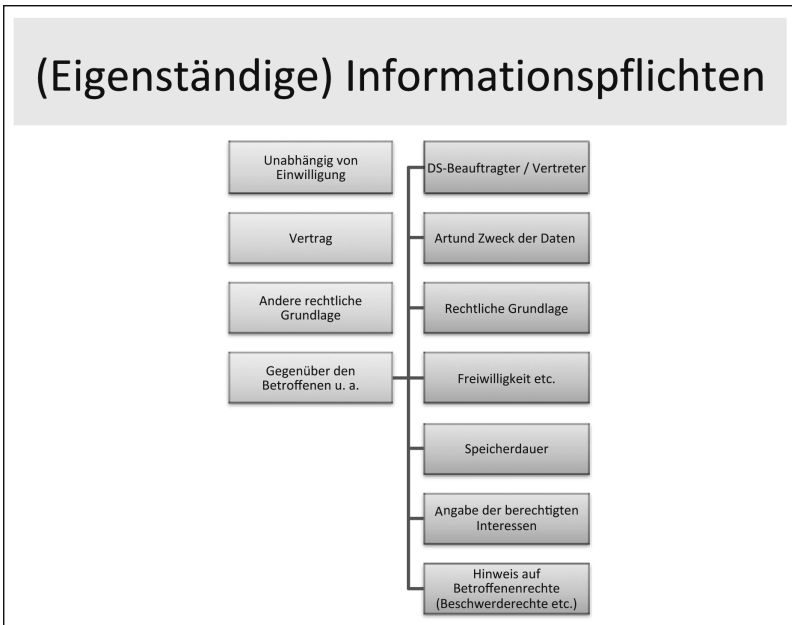 (Eigenständige) Informationspflichten
Unabhängig von
Einwilligung
Vertrag
Andere rechtliche
Grundlage
Gegenüber den
Betroffenen u. a.
DS-Beauftragter / Vertreter
Artund Zweck der Daten
Rechtliche Grundlage
Freiwilligkeit etc.
Speicherdauer
Angabe der berechtigten
Interessen
Hinweis auf
Betroffenenrechte
(Beschwerderechte etc.)